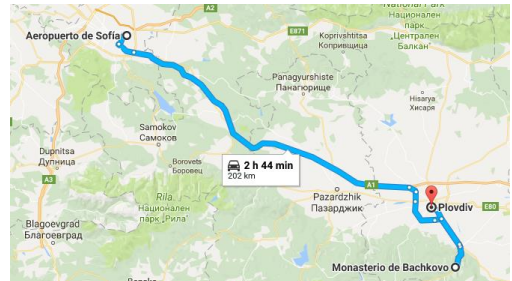 A2
Национален
парк
„Централен
Балкан“
Aeropuerto de Sofía
E871
Koprivshtitsa
Копривщица
Panagyurishte
Панагюрище
Hisarya
Хисаря
Samokov
Самоков
Dupnitsa
Дупница
Borovets
Боровец
2 h 44 min
202 km
A3
A1
Rila
Национален
парк „Рила“
Pazardzhik
Пазарджик
Plovdiv
E80
Blagoevgrad
Благоевград
Monasterio de Bachkovo